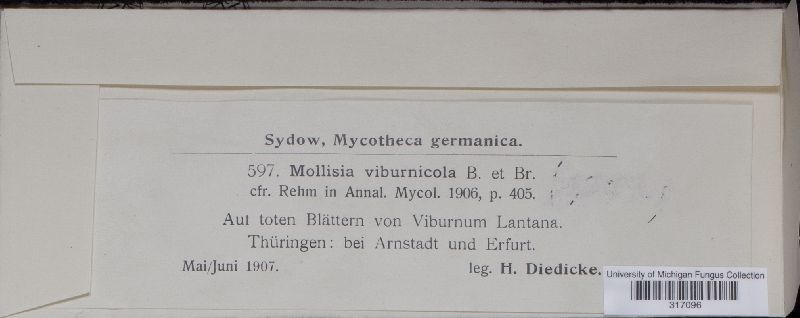 Sydow, Mycotheca germanica.
597. Mollisia viburnicola B. et Br.
cfr. Rehm in Annal. Mycol. 1906, p. 405.
Auf toten Blättern von Viburnum Lantana.
Thüringen: bei Arnstadt und Erfurt.
Mai/Juni 1907. leg. H. Diedicke.
University of Michigan Fungus Collection
317096